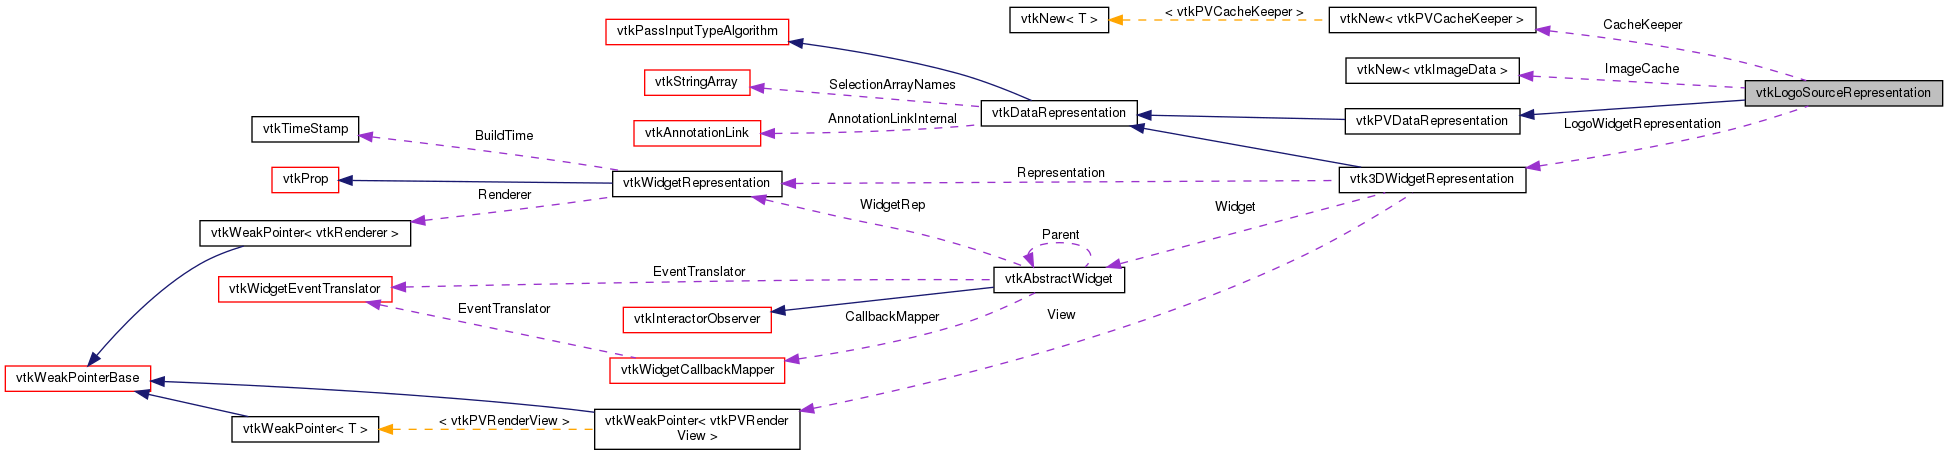 vtkNew< T >
< vtkPVCacheKeeper >
vtkNew< vtkPVCacheKeeper >
CacheKeeper
vtkPassInputTypeAlgorithm
vtkStringArray
SelectionArrayNames
vtkNew< vtkImageData >
ImageCache
vtkLogoSourceRepresentation
vtkDataRepresentation
vtkPVDataRepresentation
vtkTimeStamp
BuildTime
vtkAnnotationLink
AnnotationLinkInternal
LogoWidgetRepresentation
vtkProp
vtkWidgetRepresentation
Representation
vtk3DWidgetRepresentation
Renderer
WidgetRep
Widget
vtkWeakPointer< vtkRenderer >
Parent
EventTranslator
vtkAbstractWidget
vtkWidgetEventTranslator
EventTranslator
vtkInteractorObserver
CallbackMapper
View
vtkWidgetCallbackMapper
vtkWeakPointerBase
vtkWeakPointer< T >
< vtkPVRenderView >
vtkWeakPointer< vtkPVRender
View >